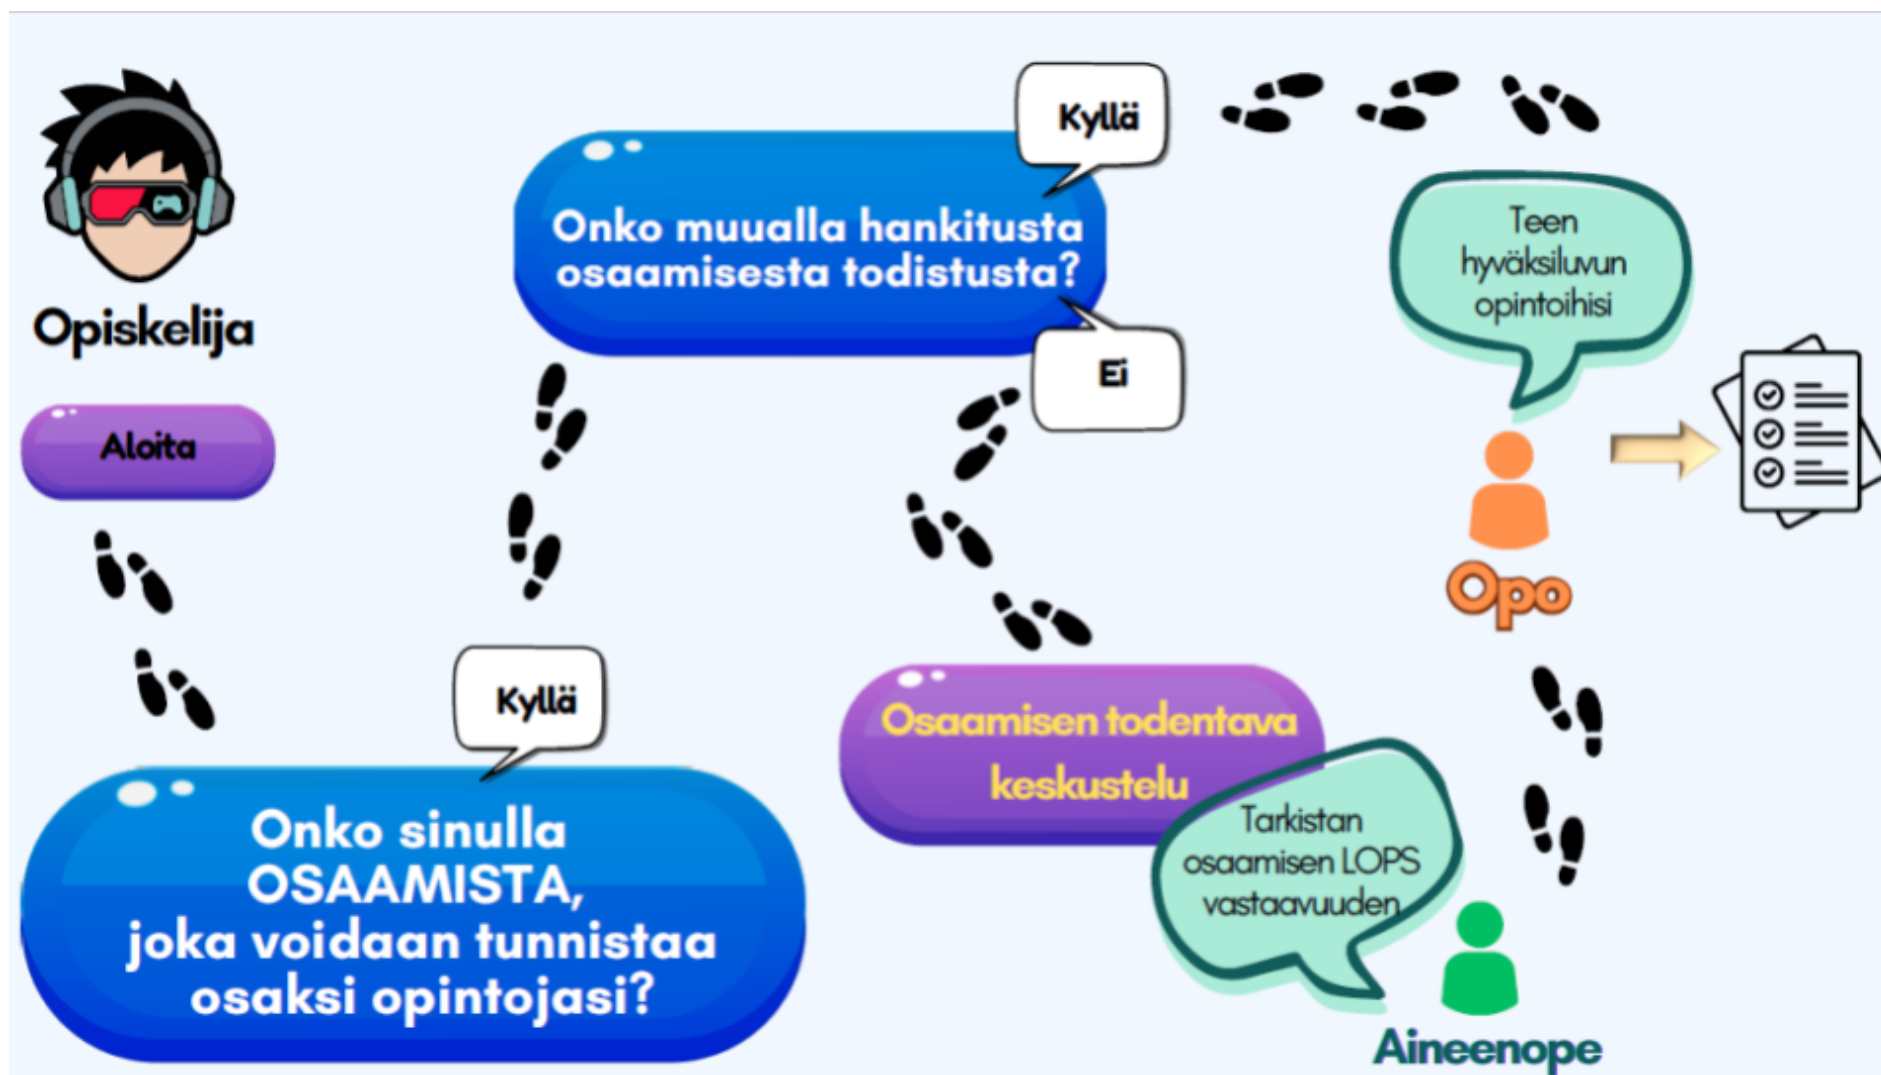 Opiskelija
Aloita
Onko sinulla
OSAAMISTA,
joka voidaan tunnistaa
osaksi opintojasi?
Kyllä
Onko muualla hankitusta
osaamisesta todistusta?
Kyllä
Ei
Osaamisen todentava
keskustelu
Tarkistan
osaamisen LOPS
vastaavuuden
Aineenope
Teen
hyväksiluvun
opintoihisi
Opo